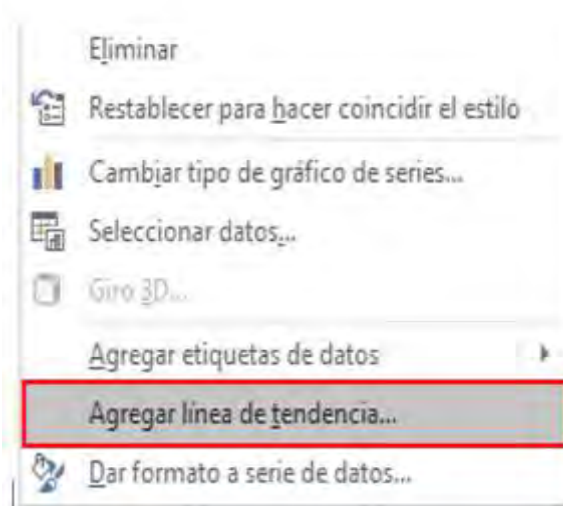 Eliminar
Restablecer para hacer coincidir el estilo
Cambiar tipo de gráfico de series...
Seleccionar datos...
Giro 3D...
Agregar etiquetas de datos
Agregar línea de tendencia...
Dar formato a serie de datos...